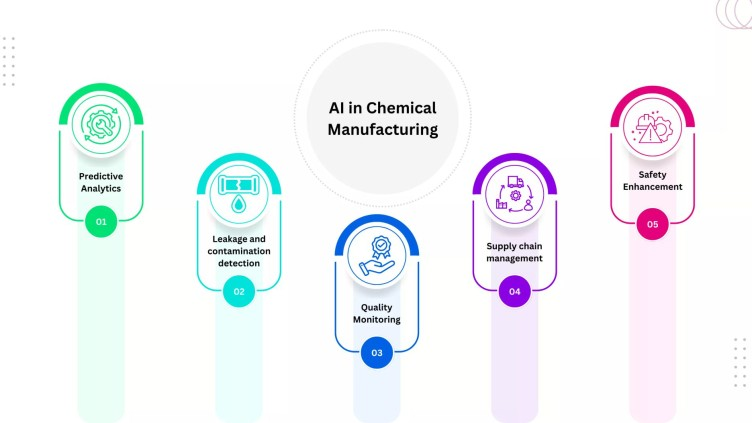 AI in Chemical
Manufacturing
Predictive
Analytics
01
Leakage and
contamination
detection
02
Quality
Monitoring
03
Supply chain
management
04
Safety
Enhancement
05